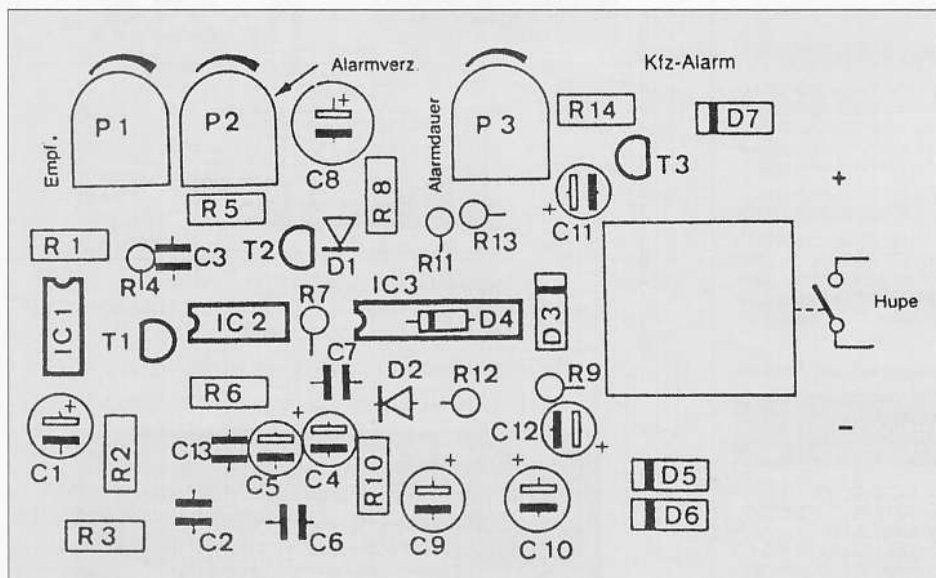 Alarmverz.
Kfz-Alarm
P1
P2
P3
Empf.
Alarmdauer
+
C8
R8
R14
D7
T3
+
R5
+
C11
R1
R14
C3
T2
D1
R11
R13
IC1
T1
IC2
R7
IC3
D4
D3
Hupe
C7
D2
R12
R9
R6
+
C1
R2
C13
C5
+
C4
R10
C12
+
-
+
C9
+
C10
D5
D6
R3
C2
C6